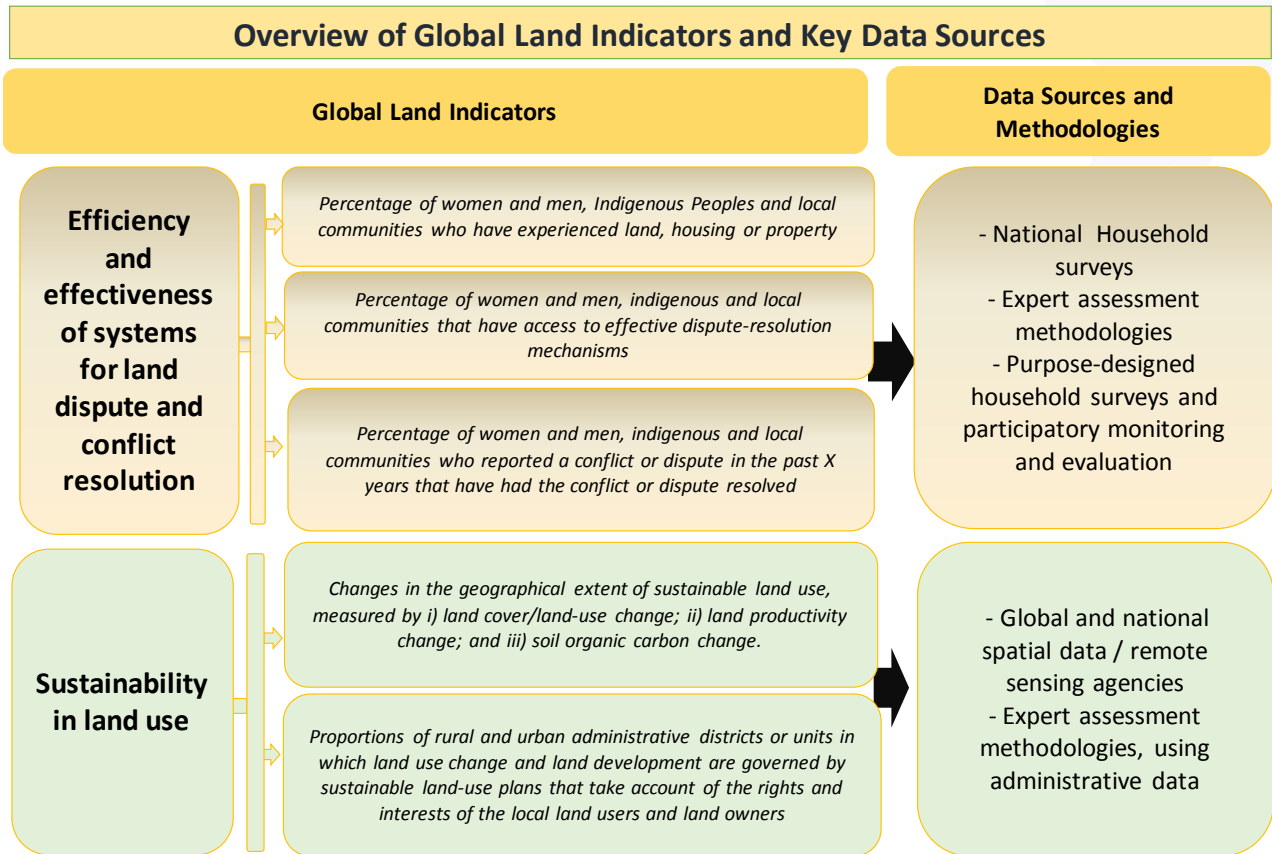 Overview of Global Land Indicators and Key Data Sources
Global Land Indicators
Data Sources and
Methodologies
Efficiency
and
effectiveness
of systems
for land
dispute and
conflict
resolution
Percentage of women and men, Indigenous Peoples and local
communities who have experienced land, housing or property
Percentage of women and men, indigenous and local
communities that have access to effective dispute-resolution
mechanisms
Percentage of women and men, indigenous and local
communities who reported a conflict or dispute in the past X
years that have had the conflict or dispute resolved
- National Household
surveys
- Expert assessment
methodologies
- Purpose-designed
household surveys and
participatory monitoring
and evaluation
Sustainability
in land use
Changes in the geographical extent of sustainable land use,
measured by i) land cover/land-use change; ii) land productivity
change; and iii) soil organic carbon change.
Proportions of rural and urban administrative districts or units in
which land use change and land development are governed by
sustainable land-use plans that take account of the rights and
interests of the local land users and land owners
- Global and national
spatial data / remote
sensing agencies
- Expert assessment
methodologies, using
administrative data